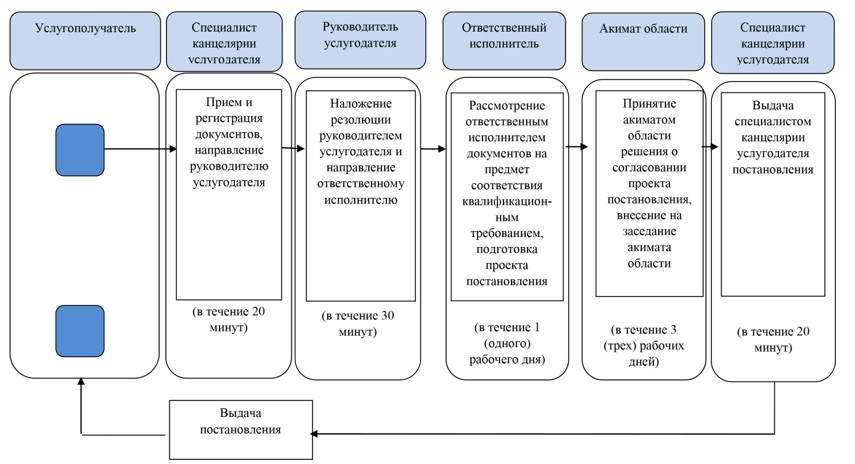 Услугополучатель
Специалист
канцелярии
услугодателя
Руководитель
услугодателя
Ответственный
исполнитель
Акимат области
Специалист
канцелярии
услугодателя
Прием и
регистрация
документов,
направление
руководителю
услугодателя
(в течение 20
минут)
Наложение
резолюции
руководителем
услугодателя и
направление
ответственному
исполнителю
(в течение 30
минут)
Рассмотрение
ответственным
исполнителем
документов на
предмет
соответствия
квалификацион-
ным
требованием,
подготовка
проекта
постановления
(в течение 1
(одного)
рабочего дня)
Принятие
акиматом
области
решения о
согласовании
проекта
постановления,
внесение на
заседание
акимата
области
(в течение 3
(трех) рабочих
дней)
Выдача
специалистом
канцелярии
услугодателя
постановления
(в течение 20
минут)
Выдача
постановления